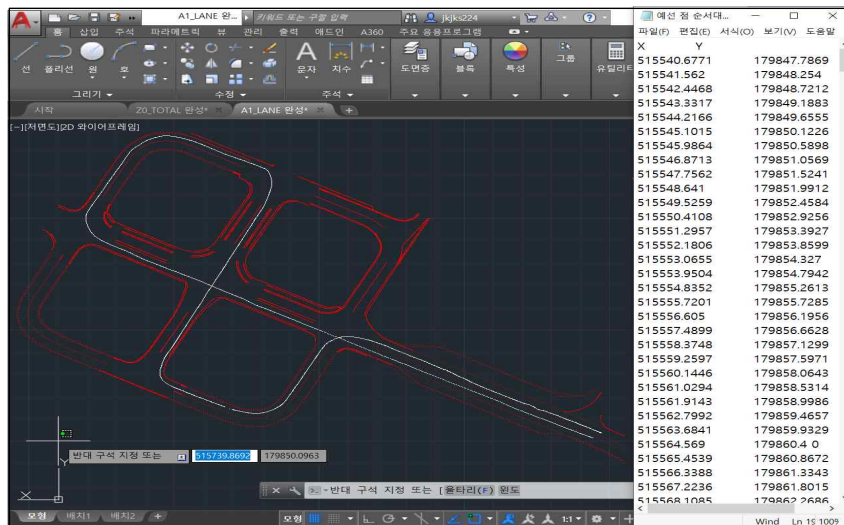 A1_LANE 완...
키워드 또는 구절 입력
jkjks224
홈 삽입 주석 파라메트릭 뷰 관리 출력 애드인 A360 주요 응용프로그램
선 폴리선 원 호
문자 치수
도면층 블록 특성 그룹 유틸리티
그리기 수정 주석
시작 Z0_TOTAL 완성* A1_LANE 완성*
[-][저면도][2D 와이어프레임]
반대 구석 지정 또는 515739.8692 179850.0963
Y
X
반대 구석 지정 또는 [울타리(F) 윈도
모형 배치1 배치2 +
모형 1:1
예선 점 순서대...
파일(F) 편집(E) 서식(O) 보기(V) 도움말
X Y
515540.6771 179847.7869
515541.562 179848.254
515542.4468 179848.7212
515543.3317 179849.1883
515544.2166 179849.6555
515545.1015 179850.1226
515545.9864 179850.5898
515546.8713 179851.0569
515547.7562 179851.5241
515548.641 179851.9912
515549.5259 179852.4584
515550.4108 179852.9256
515551.2957 179853.3927
515552.1806 179853.8599
515553.0655 179854.327
515553.9504 179854.7942
515554.8352 179855.2613
515555.7201 179855.7285
515556.605 179856.1956
515557.4899 179856.6628
515558.3748 179857.1299
515559.2597 179857.5971
515560.1446 179858.0643
515561.0294 179858.5314
515561.9143 179858.9986
515562.7992 179859.4657
515563.6841 179859.9329
515564.569 179860.4 0
515565.4539 179860.8672
515566.3388 179861.3343
515567.2236 179861.8015
515568.1085 179862.2686
Wind Ln 19 1009